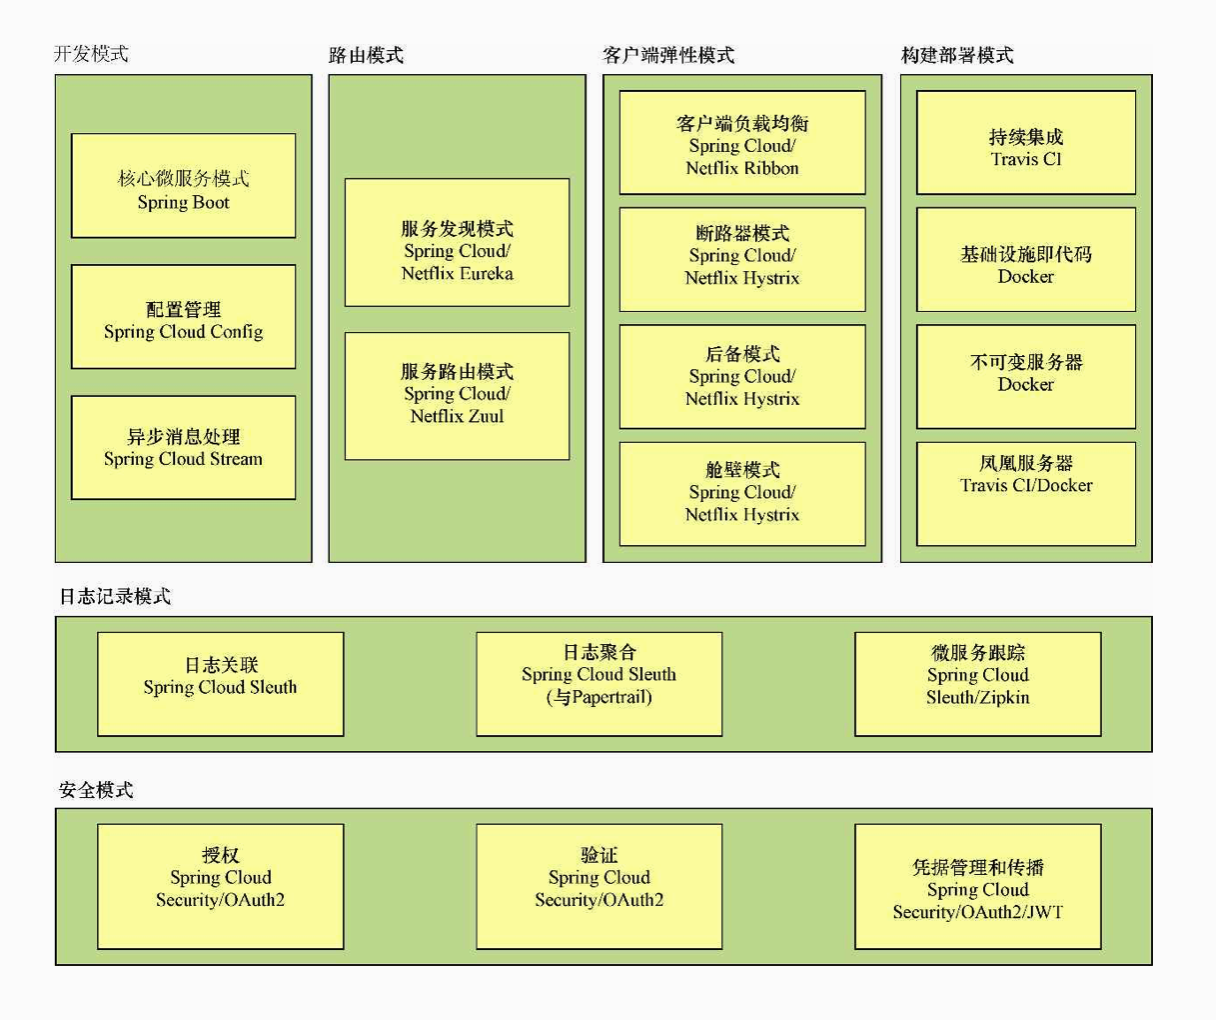 开发模式
核心微服务模式
Spring Boot
配置管理
Spring Cloud Config
异步消息处理
Spring Cloud Stream
路由模式
服务发现模式
Spring Cloud/
Netflix Eureka
服务路由模式
Spring Cloud/
Netflix Zuul
客户端弹性模式
客户端负载均衡
Spring Cloud/
Netflix Ribbon
断路器模式
Spring Cloud/
Netflix Hystrix
后备模式
Spring Cloud/
Netflix Hystrix
舱壁模式
Spring Cloud/
Netflix Hystrix
构建部署模式
持续集成
Travis CI
基础设施即代码
Docker
不可变服务器
Docker
凤凰服务器
Travis CI/Docker
日志记录模式
日志关联
Spring Cloud Sleuth
日志聚合
Spring Cloud Sleuth
(与Papertrail)
微服务跟踪
Spring Cloud
Sleuth/Zipkin
安全模式
授权
Spring Cloud
Security/OAuth2
验证
Spring Cloud
Security/OAuth2
凭据管理和传播
Spring Cloud
Security/OAuth2/JWT